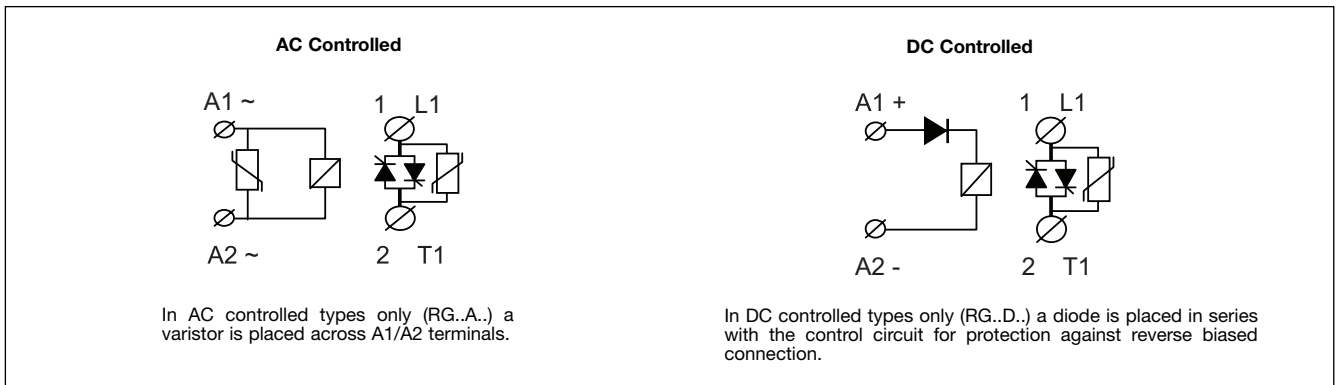 AC Controlled
A1 ~
1 L1
A2 ~
2 T1
In AC controlled types only (RG..A..) a
varistor is placed across A1/A2 terminals.
DC Controlled
A1 +
1 L1
A2 -
2 T1
In DC controlled types only (RG..D..) a diode is placed in series
with the control circuit for protection against reverse biased
connection.